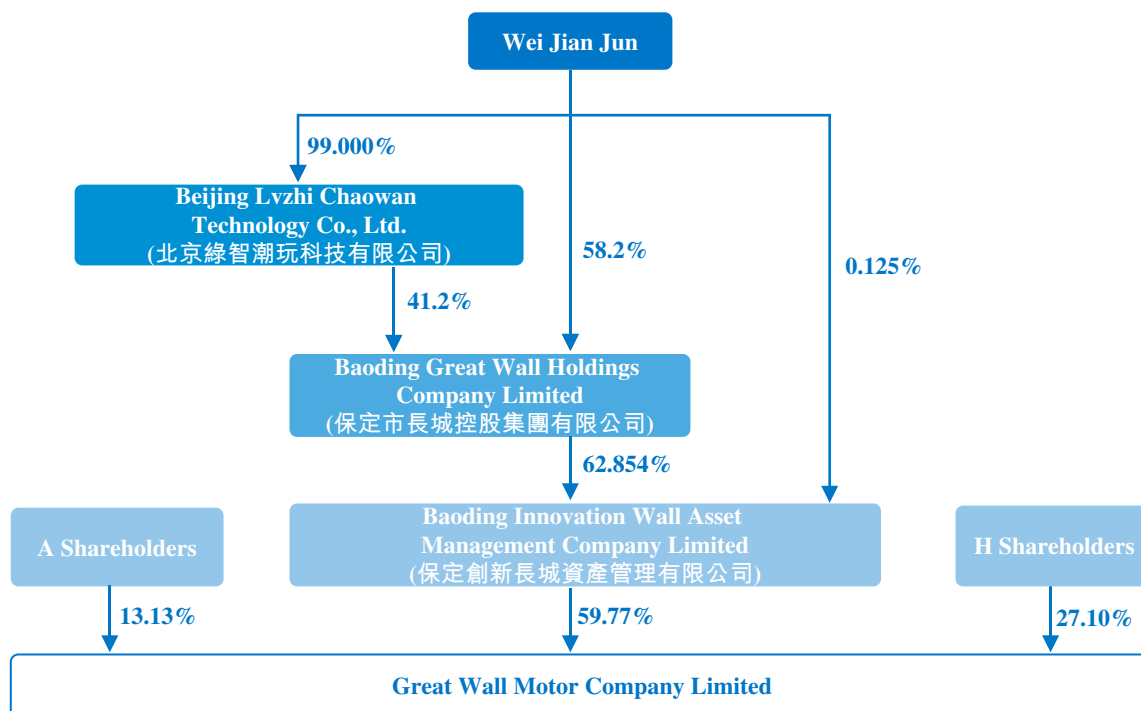 Wei Jian Jun
99.000%
Beijing Lvzhi Chaowan
Technology Co., Ltd.
(北京綠智潮玩科技有限公司)
58.2%
0.125%
41.2%
Baoding Great Wall Holdings
Company Limited
(保定市長城控股集團有限公司)
62.854%
A Shareholders
Baoding Innovation Wall Asset
Management Company Limited
(保定創新長城資產管理有限公司)
H Shareholders
13.13%
59.77%
27.10%
Great Wall Motor Company Limited